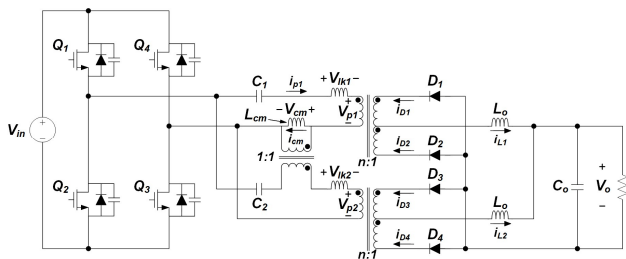 Q1
Q4
C1
ip1
+Vlk1−
D1
Lcm
−Vcm+
+
Vp1
−
iD1
Lo
Vin
+
−
icm
iD2
iL1
1:1
n:1
D2
+Vlk2−
D3
Q2
Q3
C2
+
Vp2
−
iD3
Lo
Co
+
Vo
−
iD4
iL2
n:1
D4